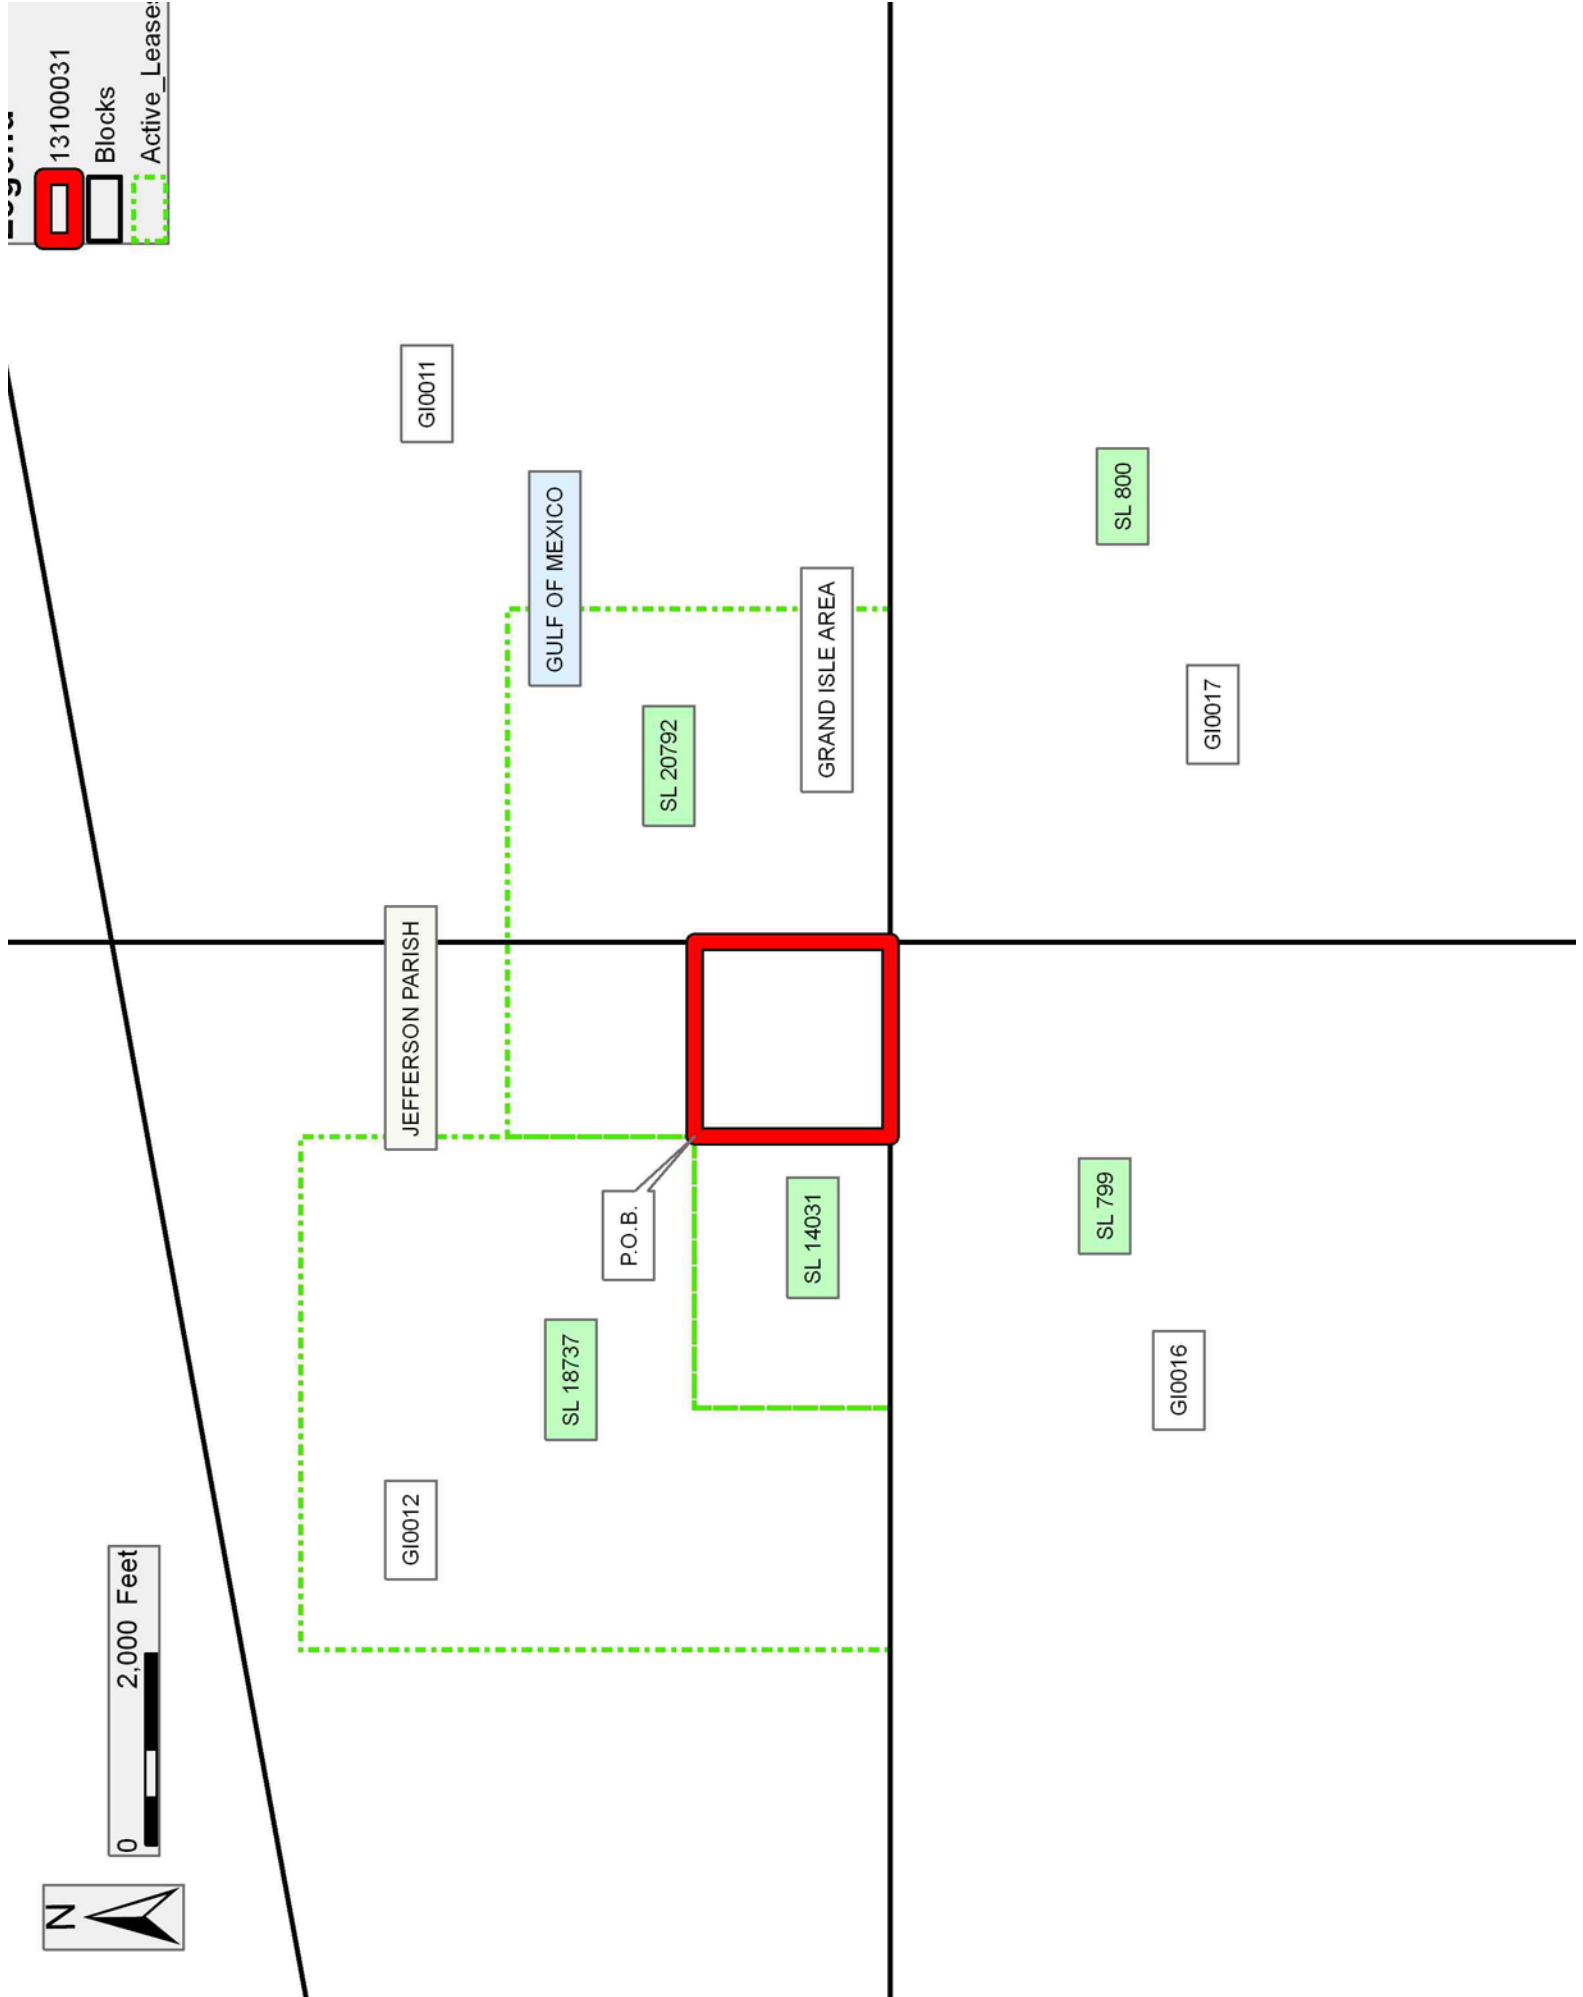 N
0 2,000 Feet
13100031
Blocks
Active_Lease
GI0012
JEFFERSON PARISH
GI0011
GULF OF MEXICO
SL 18737
P.O.B.
SL 20792
SL 14031
GRAND ISLE AREA
SL 799
SL 800
GI0016
GI0017